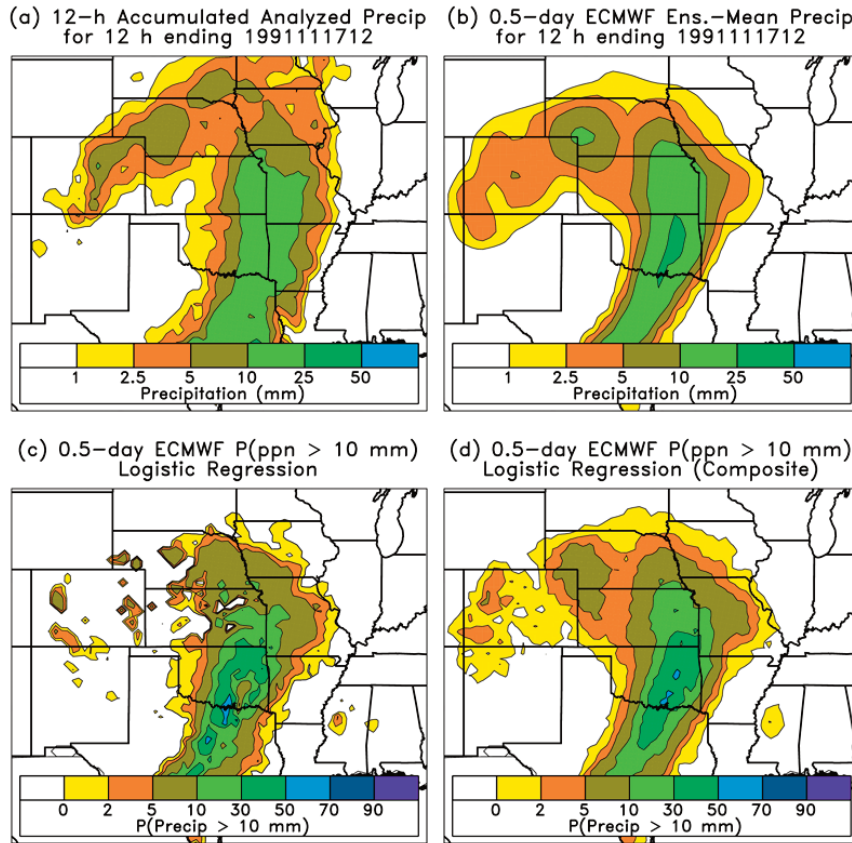 (a) 12-h Accumulated Analyzed Precip
for 12 h ending 1991111712
(b) 0.5-day ECMWF Ens.-Mean Precip
for 12 h ending 1991111712
1 2.5 5 10 25 50
Precipitation (mm)
1 2.5 5 10 25 50
Precipitation (mm)
(c) 0.5-day ECMWF P(ppn > 10 mm)
Logistic Regression
(d) 0.5-day ECMWF P(ppn > 10 mm)
Logistic Regression (Composite)
0 2 5 10 30 50 70 90
P(Precip > 10 mm)
0 2 5 10 30 50 70 90
P(Precip > 10 mm)